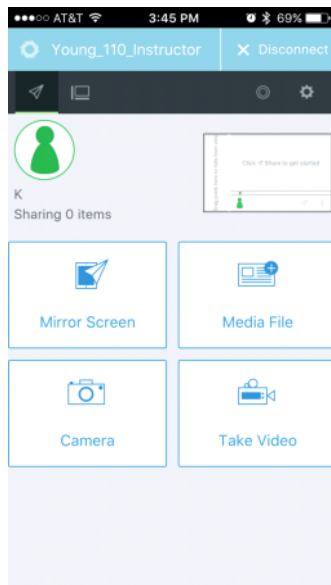 AT&T 3:45 PM 69%
Young_110_Instructor × Disconnect
K
Sharing 0 items
Click Share to get started
Mirror Screen Media File
Camera Take Video